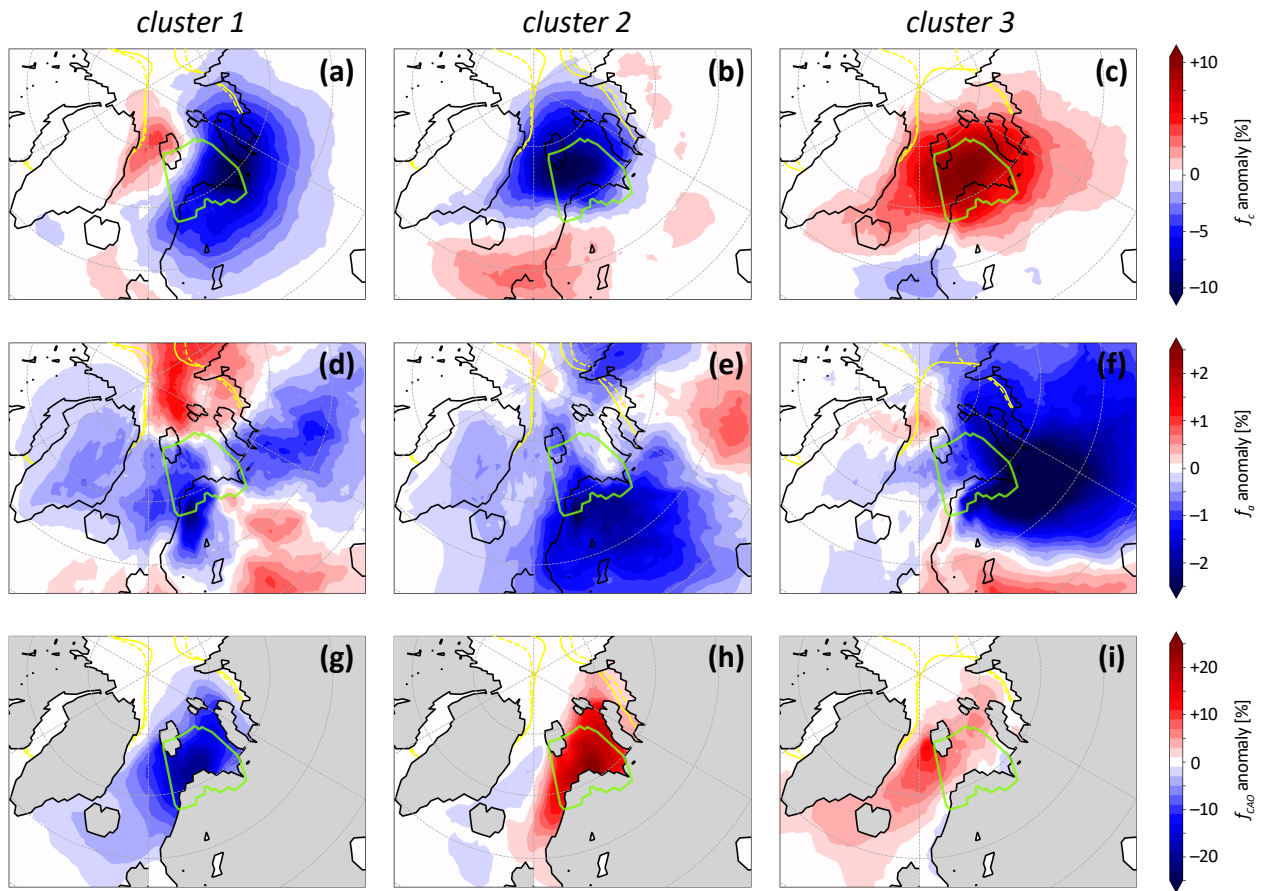 cluster 1 cluster 2 cluster 3
(a) (b) (c)
+10
+5
0
−5
−10
f_c anomaly [%]
(d) (e) (f)
+2
+1
0
−1
−2
f_a anomaly [%]
(g) (h) (i)
+20
+10
0
−10
−20
f_CAO anomaly [%]